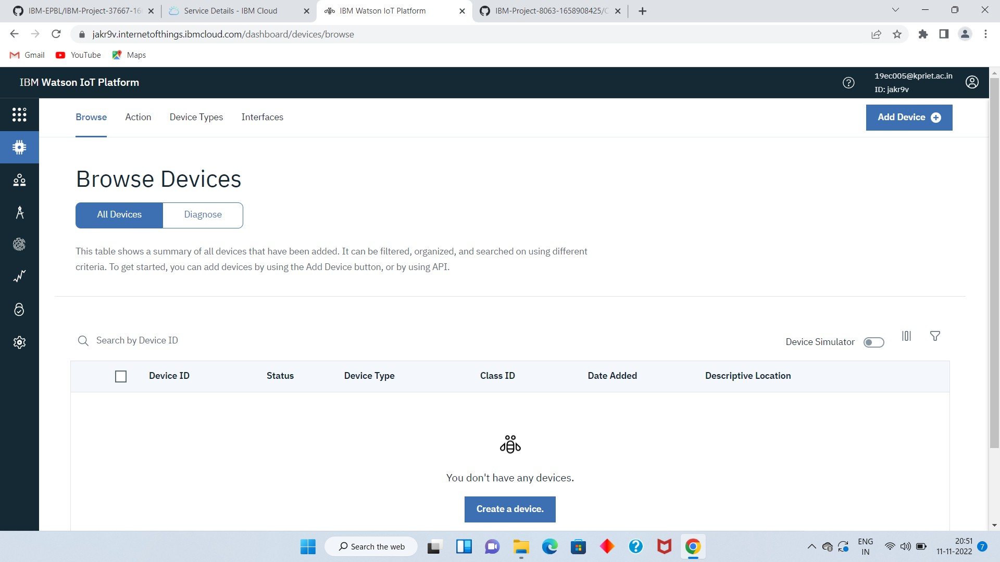 IBM-EPBL/IBM-Project-37667-16
Service Details - IBM Cloud
IBM Watson IoT Platform
IBM-Project-8063-1658908425/C
jakr9v.internetofthings.ibmcloud.com/dashboard/devices/browse
Gmail
YouTube
Maps
IBM Watson IoT Platform
19ec005@kpriet.ac.in
ID: jakr9v
Browse
Action
Device Types
Interfaces
Add Device
Browse Devices
All Devices
Diagnose
This table shows a summary of all devices that have been added. It can be filtered, organized, and searched on using different
criteria. To get started, you can add devices by using the Add Device button, or by using API.
Search by Device ID
Device Simulator
Device ID
Status
Device Type
Class ID
Date Added
Descriptive Location
You don't have any devices.
Create a device.
Search the web
ENG
IN
20:51
11-11-2022
7